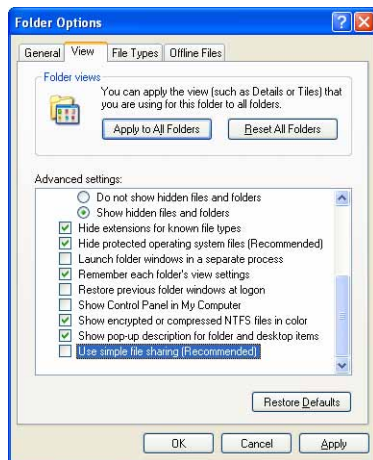 Folder Options
General View File Types Offline Files
Folder views
You can apply the view (such as Details or Tiles) that
you are using for this folder to all folders.
Apply to All Folders Reset All Folders
Advanced settings:
Do not show hidden files and folders
Show hidden files and folders
Hide extensions for known file types
Hide protected operating system files (Recommended)
Launch folder windows in a separate process
Remember each folder's view settings
Restore previous folder windows at logon
Show Control Panel in My Computer
Show encrypted or compressed NTFS files in color
Show pop-up description for folder and desktop items
Use simple file sharing (Recommended)
Restore Defaults
OK Cancel Apply